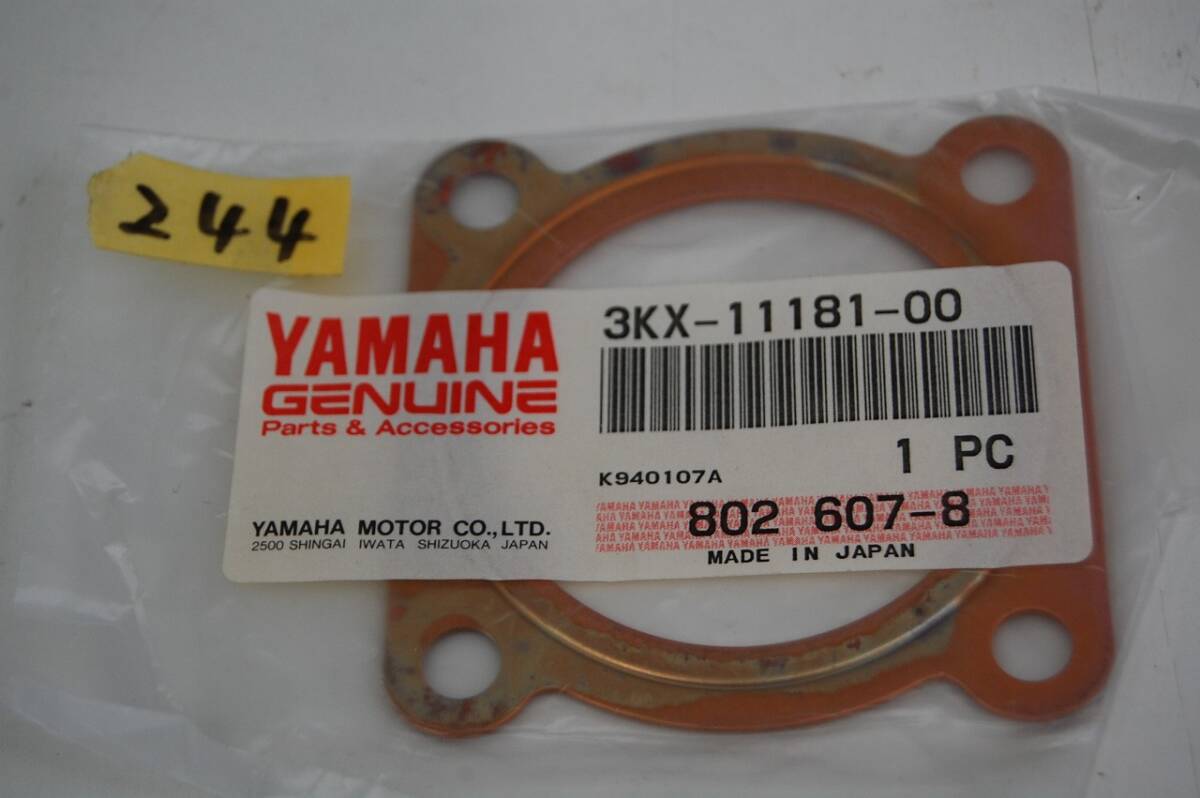 244
YAMAHA
GENUINE
Parts & Accessories
3KX-11181-00
1 PC
K940107A
YAMAHA MOTOR CO.,LTD.
2500 SHINGAI IWATA SHIZUOKA JAPAN
802 607-8
MADE IN JAPAN